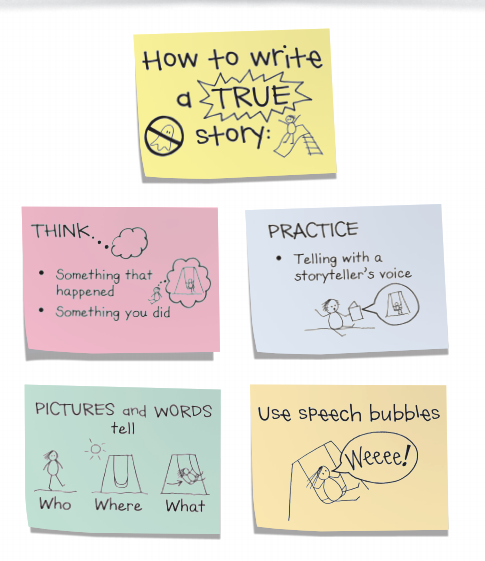 How to write
a TRUE
story:
THINK...
• Something that
happened
• Something you did
PRACTICE
• Telling with a
storyteller's voice
PICTURES and WORDS
tell
Who Where What
Use speech bubbles
Weeee!